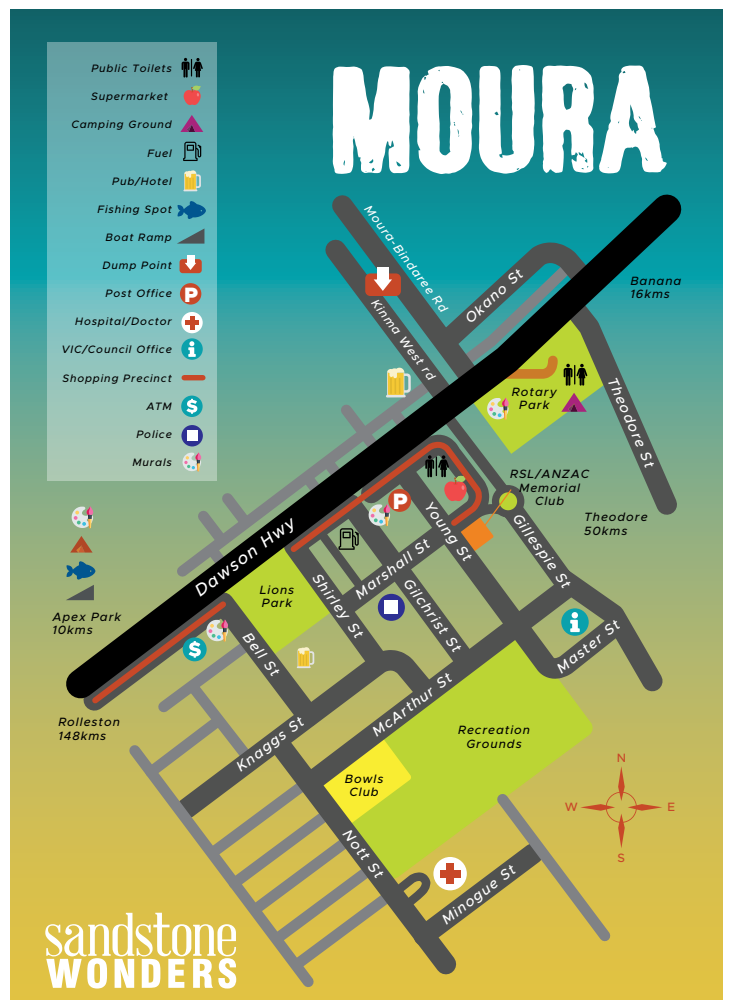 MOURA
Public Toilets
Supermarket
Camping Ground
Fuel
Pub/Hotel
Fishing Spot
Boat Ramp
Dump Point
Post Office
P
Hospital/Doctor
VIC/Council Office
i
Shopping Precinct
ATM
$
Police
Murals
Moura-Bindaree Rd
Okano St
Banana
16kms
Kinma West rd
Rotary
Park
Theodore St
RSL/ANZAC
Memorial
Club
Theodore
50kms
P
Young St
Gillespie St
Dawson Hwy
Marshall St
Lions
Park
Shirley St
Gilchrist St
Apex Park
10kms
$
Bell St
i
Master St
Rolleston
148kms
Knaggs St
McArthur St
Recreation
Grounds
Bowls
Club
N
W
E
S
Nott St
Minogue St
sandstone
WONDERS